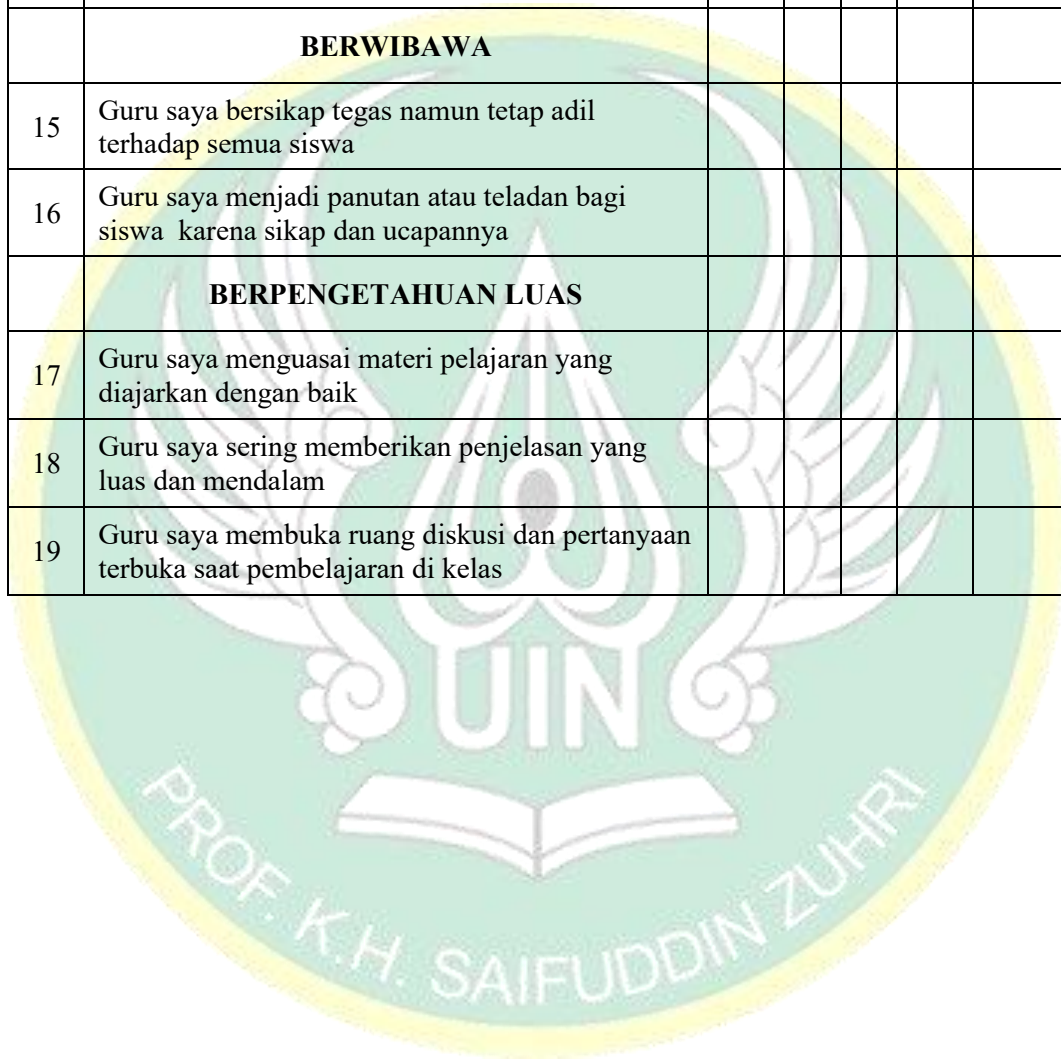 BERWIBAWA
15
Guru saya bersikap tegas namun tetap adil
terhadap semua siswa
16
Guru saya menjadi panutan atau teladan bagi
siswa karena sikap dan ucapannya
BERPENGETAHUAN LUAS
17
Guru saya menguasai materi pelajaran yang
diajarkan dengan baik
18
Guru saya sering memberikan penjelasan yang
luas dan mendalam
19
Guru saya membuka ruang diskusi dan pertanyaan
terbuka saat pembelajaran di kelas
UIN
PROF. K.H. SAIFUDDIN ZUHRI